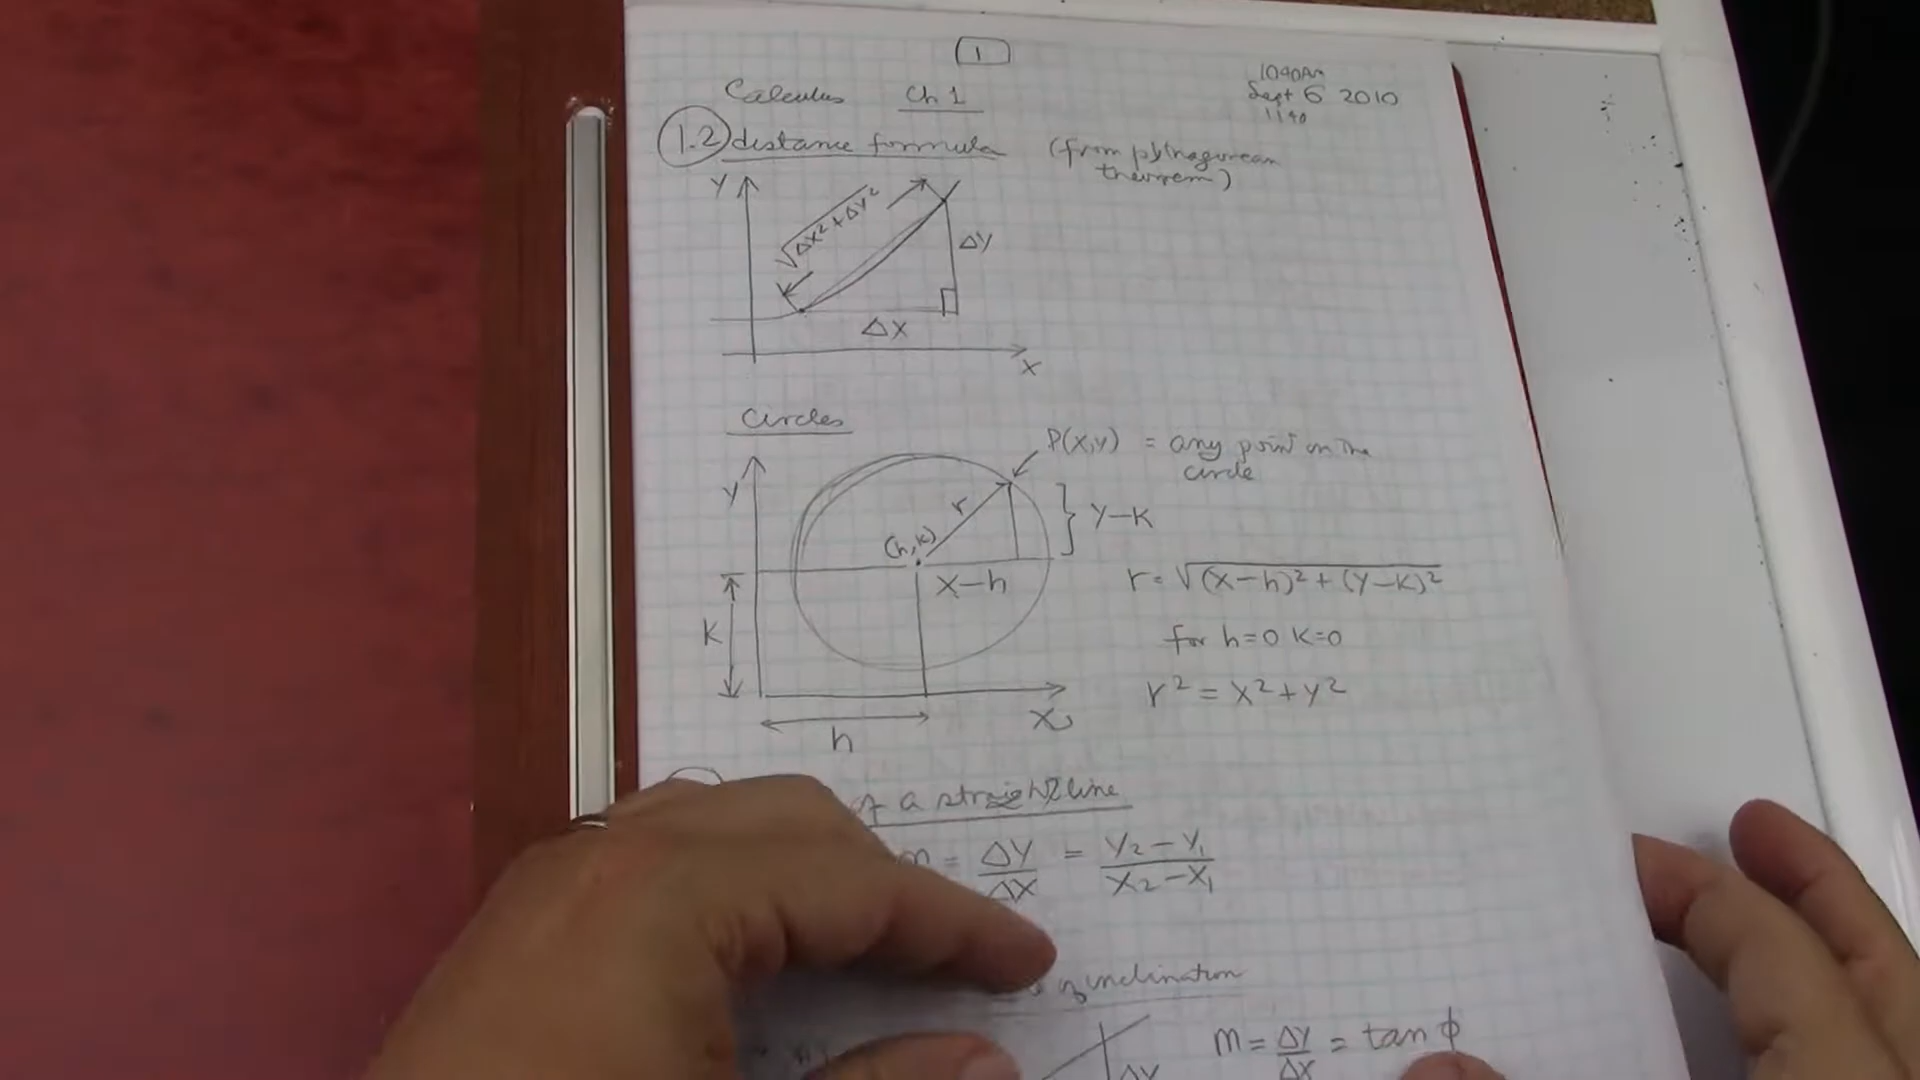 1
1040Am
Sept 6 2010
1140
Calculus Ch 1
1.2 distance formula (from pythagorean
theorem)
Y
√ΔX²+ΔY²
ΔY
ΔX
X
Circles
P(X,Y) = any point on the
circle
Y
r
Y-K
(h,K)
X-h
r = √(X-h)²+(Y-K)²
K
for h=0 K=0
r² = X²+Y²
X
h
of a straight line
m = ΔY/ΔX = Y₂-Y₁/X₂-X₁
of inclination
m = ΔY/ΔX = tan φ
ΔY